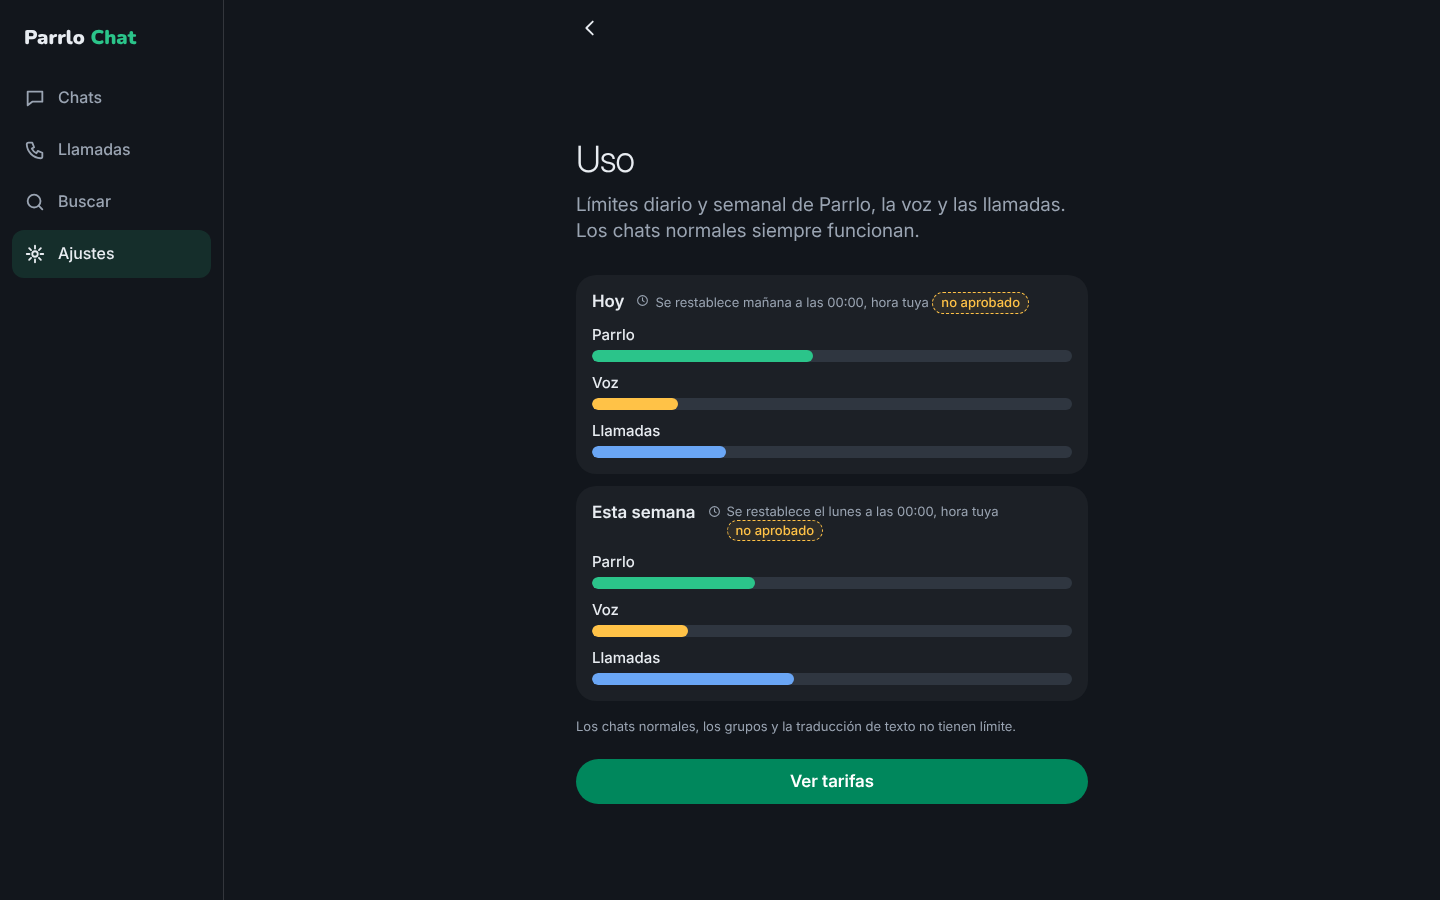 Parrlo Chat
Chats
Llamadas
Buscar
Ajustes
Uso
Límites diario y semanal de Parrlo, la voz y las llamadas.
Los chats normales siempre funcionan.
Hoy Se restablece mañana a las 00:00, hora tuya no aprobado
Parrlo
Voz
Llamadas
Esta semana Se restablece el lunes a las 00:00, hora tuya
no aprobado
Parrlo
Voz
Llamadas
Los chats normales, los grupos y la traducción de texto no tienen límite.
Ver tarifas